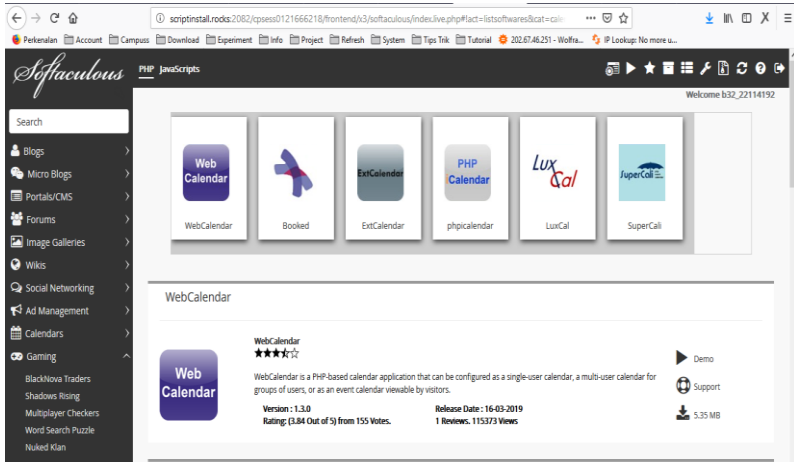 scriptinstall.rocks:2082/cpsess0121666218/frontend/x3/softaculous/index.live.php#?act=listsoftwares&cat=cale
Perkenalan Account Campuss Download Experiment Info Project Refresh System Tips Trik Tutorial 202.67.46.251 - Wolfra... IP Lookup: No more u...
Softaculous PHP JavaScripts
Welcome b32_22114192
Search
Blogs
Micro Blogs
Portals/CMS
Forums
Image Galleries
Wikis
Social Networking
Ad Management
Calendars
Gaming
BlackNova Traders
Shadows Rising
Multiplayer Checkers
Word Search Puzzle
Nuked Klan
Web
Calendar
ExtCalendar
PHP
Calendar
Lux
Cal
SuperCali
WebCalendar Booked ExtCalendar phpicalendar LuxCal SuperCali
WebCalendar
Web
Calendar
WebCalendar
WebCalendar is a PHP-based calendar application that can be configured as a single-user calendar, a multi-user calendar for
groups of users, or as an event calendar viewable by visitors.
Version : 1.3.0 Release Date : 16-03-2019
Rating: (3.84 Out of 5) from 155 Votes. 1 Reviews. 115373 Views
Demo
Support
5.35 MB